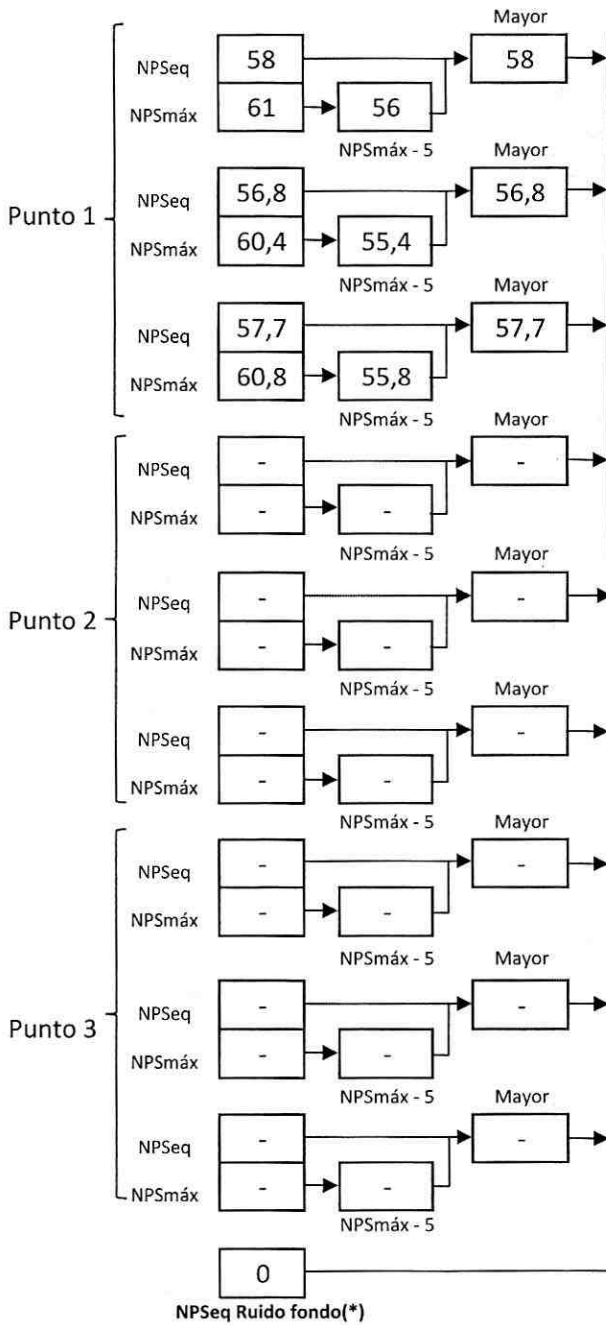 Mayor
NPSeq 58 58
NPSmáx 61 56
NPSmáx - 5 Mayor
Punto 1
NPSeq 56,8 56,8
NPSmáx 60,4 55,4
NPSmáx - 5 Mayor
NPSeq 57,7 57,7
NPSmáx 60,8 55,8
NPSmáx - 5 Mayor
NPSeq - -
NPSmáx - -
NPSmáx - 5 Mayor
Punto 2
NPSeq - -
NPSmáx - -
NPSmáx - 5 Mayor
NPSeq - -
NPSmáx - -
NPSmáx - 5 Mayor
NPSeq - -
NPSmáx - -
NPSmáx - 5 Mayor
Punto 3
NPSeq - -
NPSmáx - -
NPSmáx - 5 Mayor
NPSeq - -
NPSmáx - -
NPSmáx - 5
0
NPSeq Ruido fondo(*)